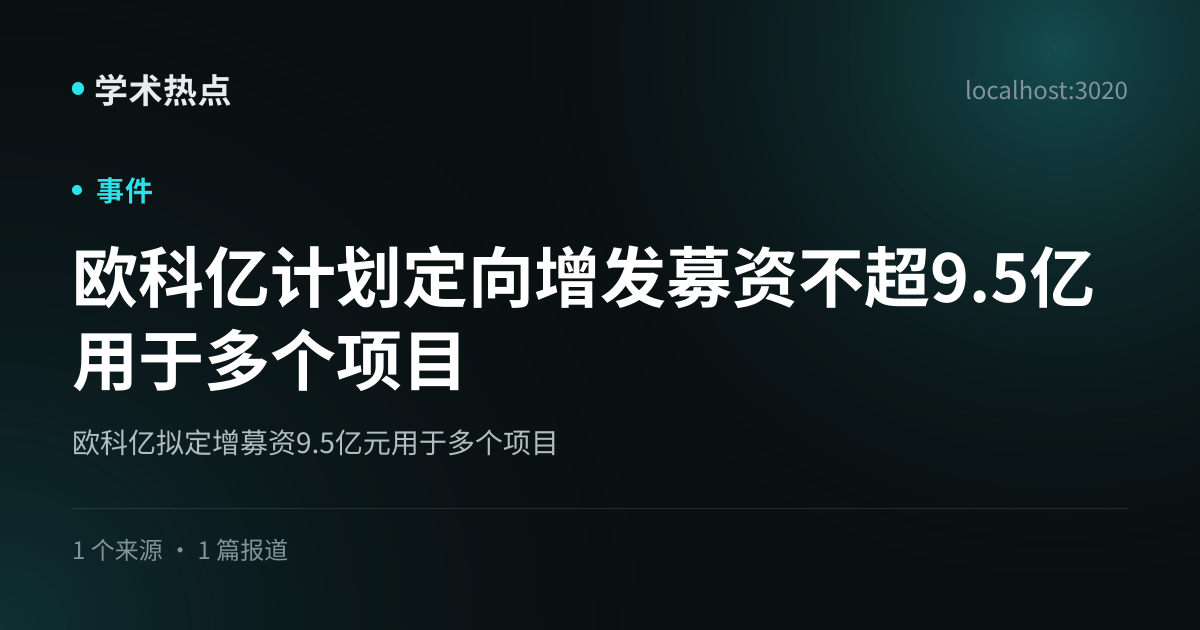 学术热点
localhost:3020
事件
欧科亿计划定向增发募资不超9.5亿
用于多个项目
欧科亿拟定增募资9.5亿元用于多个项目
1 个来源 · 1 篇报道